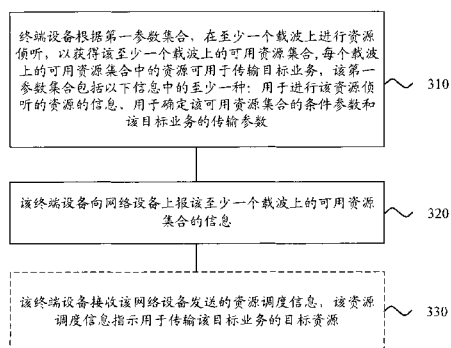 终端设备根据第一参数集合，在至少一个载波上进行资源
侦听，以获得该至少一个载波上的可用资源集合，每个载波
上的可用资源集合中的资源可用于传输目标业务，该第一
参数集合包括以下信息中的至少一种：用于进行该资源侦
听的资源的信息、用于确定该可用资源集合的条件参数和
该目标业务的传输参数
310
该终端设备向网络设备上报该至少一个载波上的可用资源
集合的信息
320
该终端设备接收该网络设备发送的资源调度信息，该资源
调度信息指示用于传输该目标业务的目标资源
330